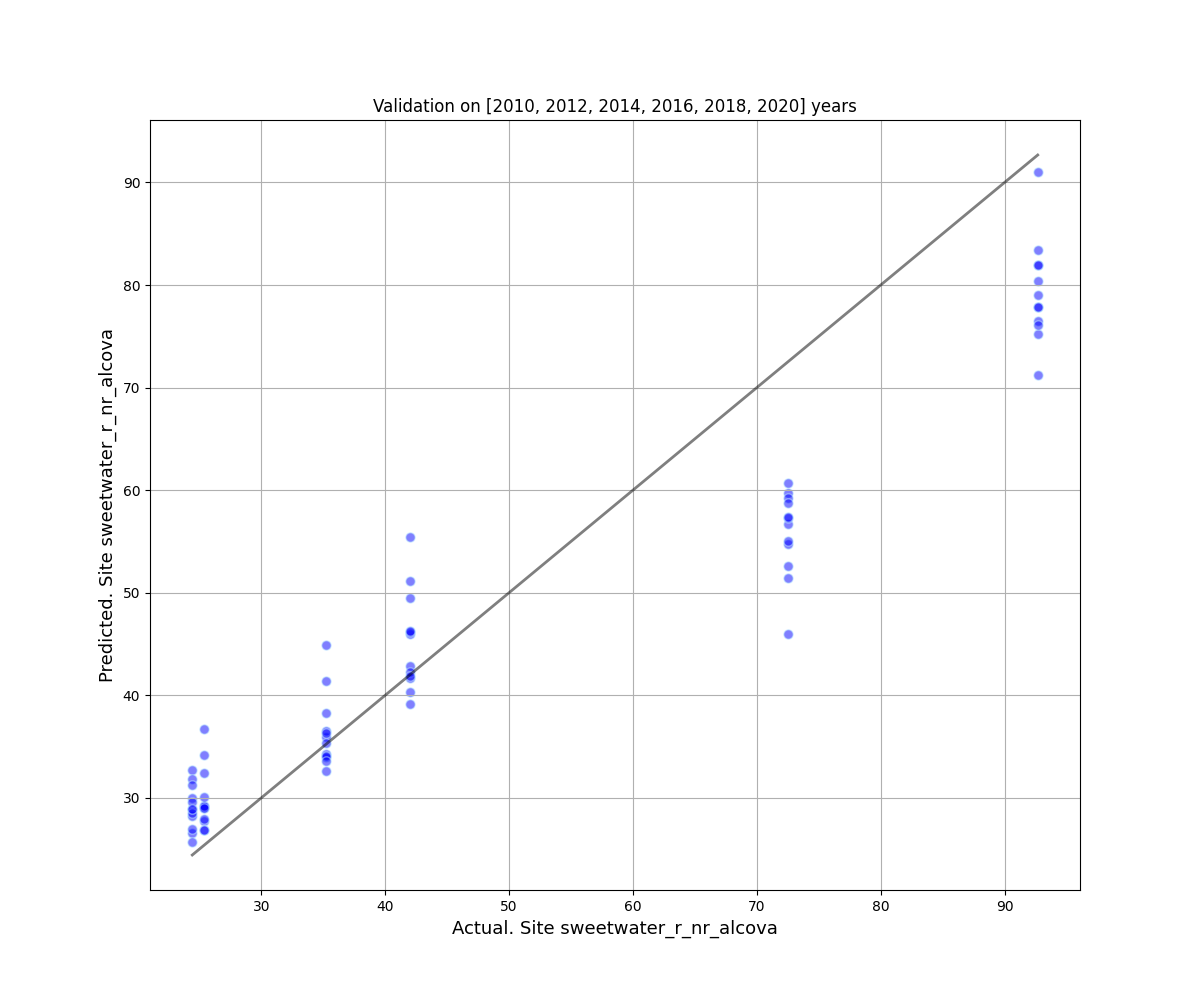 Validation on [2010, 2012, 2014, 2016, 2018, 2020] years
Predicted. Site sweetwater_r_nr_alcova
90
80
70
60
50
40
30
30 40 50 60 70 80 90
Actual. Site sweetwater_r_nr_alcova